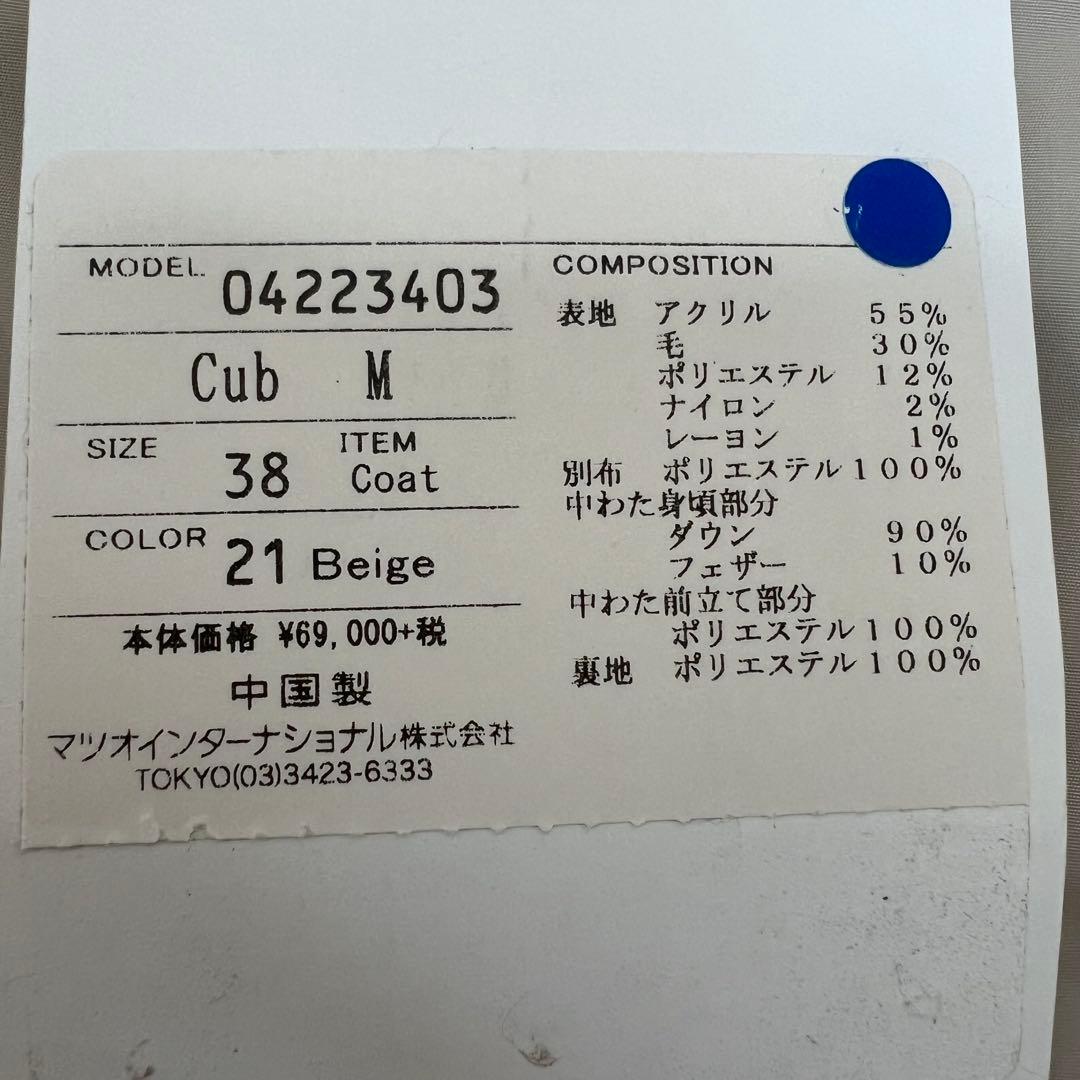 MODEL. 04223403
Cub M
SIZE 38 ITEM Coat
COLOR 21 Beige
本体価格 ¥69,000+税
中国製
マツオインターナショナル株式会社
TOKYO(03)3423-6333
COMPOSITION
表地 アクリル 55%
毛 30%
ポリエステル 12%
ナイロン 2%
レーヨン 1%
別布 ポリエステル100%
中わた身頃部分
ダウン 90%
フェザー 10%
中わた前立て部分
ポリエステル100%
裏地 ポリエステル100%